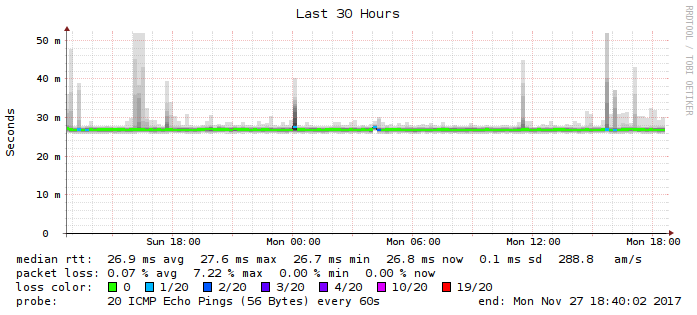 Last 30 Hours
RRDTOOL / TOBI OETIKER
Seconds
50 m
40 m
30 m
20 m
10 m
0
Sun 18:00 Mon 00:00 Mon 06:00 Mon 12:00 Mon 18:00
median rtt: 26.9 ms avg 27.6 ms max 26.7 ms min 26.8 ms now 0.1 ms sd 288.8 am/s
packet loss: 0.07 % avg 7.22 % max 0.00 % min 0.00 % now
loss color: 0 1/20 2/20 3/20 4/20 10/20 19/20
probe: 20 ICMP Echo Pings (56 Bytes) every 60s end: Mon Nov 27 18:40:02 2017